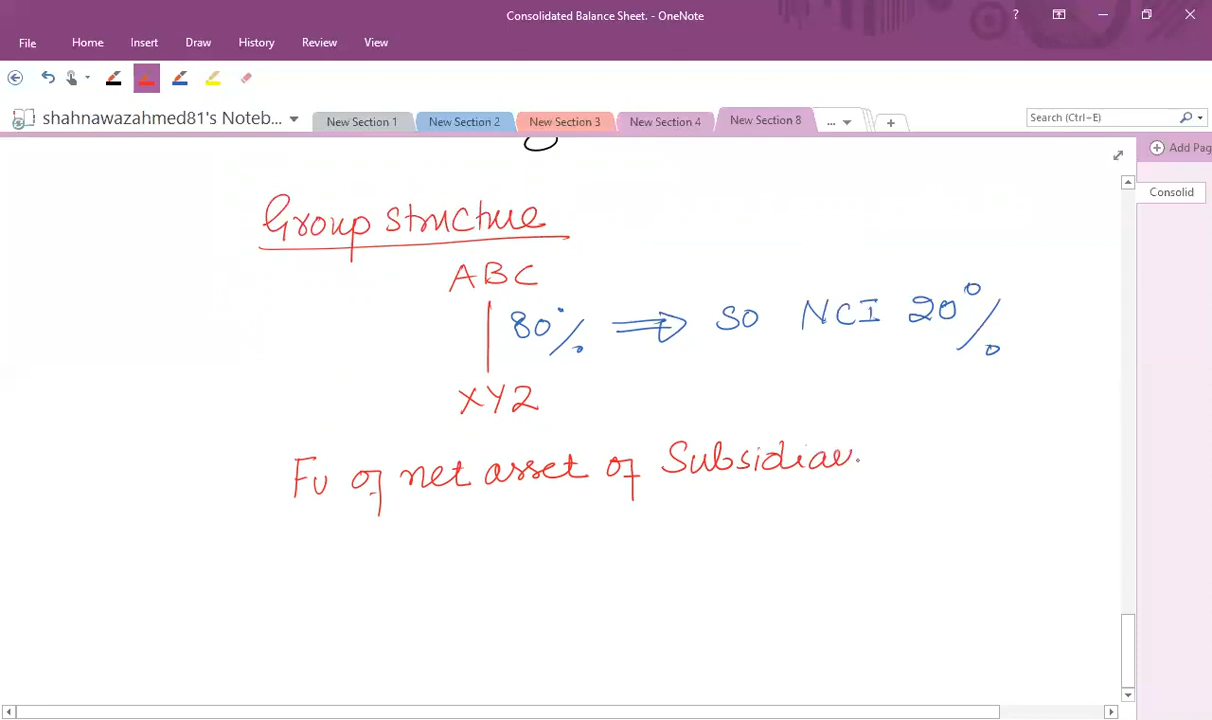 Consolidated Balance Sheet. - OneNote
?
File Home Insert Draw History Review View
shahnawazahmed81's Noteb... New Section 1 New Section 2 New Section 3 New Section 4 New Section 8 ... + Search (Ctrl+E)
Add Pag
Consolid
Group structure
ABC
80% ⇒ SO NCI 20%
XYZ
Fv of net asset of Subsidiar